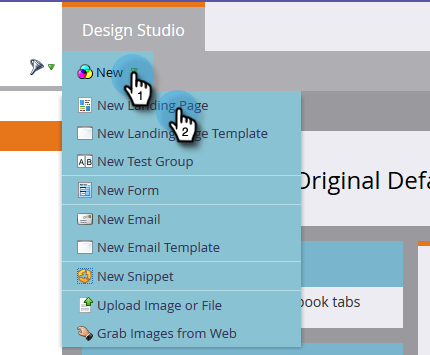 Design Studio
New
1
New Landing Page
2
New Landing Page Template
A B New Test Group
Original Defa
New Form
New Email
New Email Template
New Snippet
Upload Image or File
book tabs
Grab Images from Web